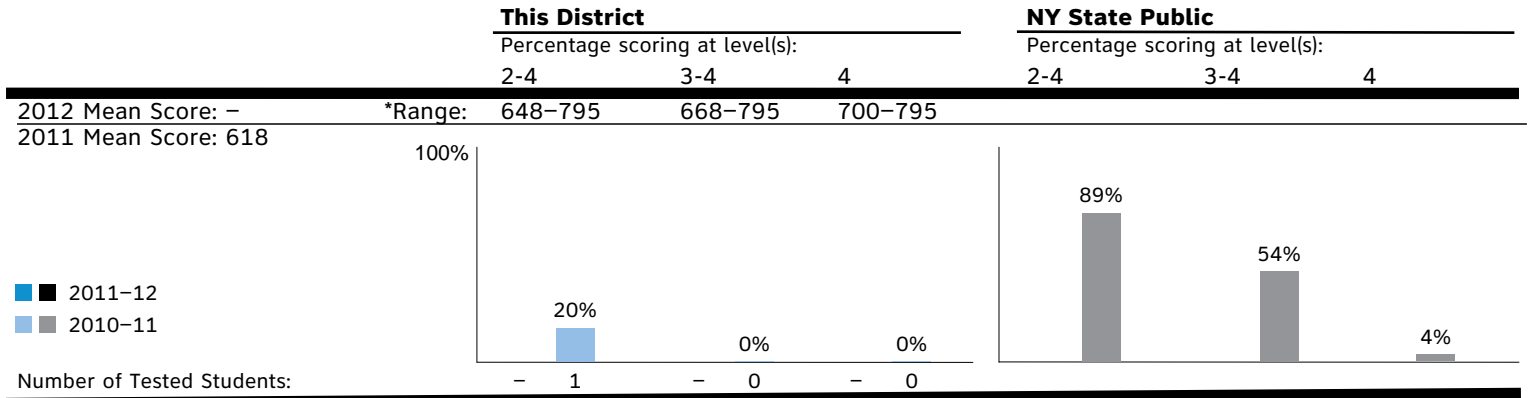 This District NY State Public
Percentage scoring at level(s): Percentage scoring at level(s):
2-4 3-4 4 2-4 3-4 4
2012 Mean Score: – *Range: 648–795 668–795 700–795
2011 Mean Score: 618
100%
89%
54%
20% 0% 0% 4%
2011–12
2010–11
Number of Tested Students: – 1 – 0 – 0